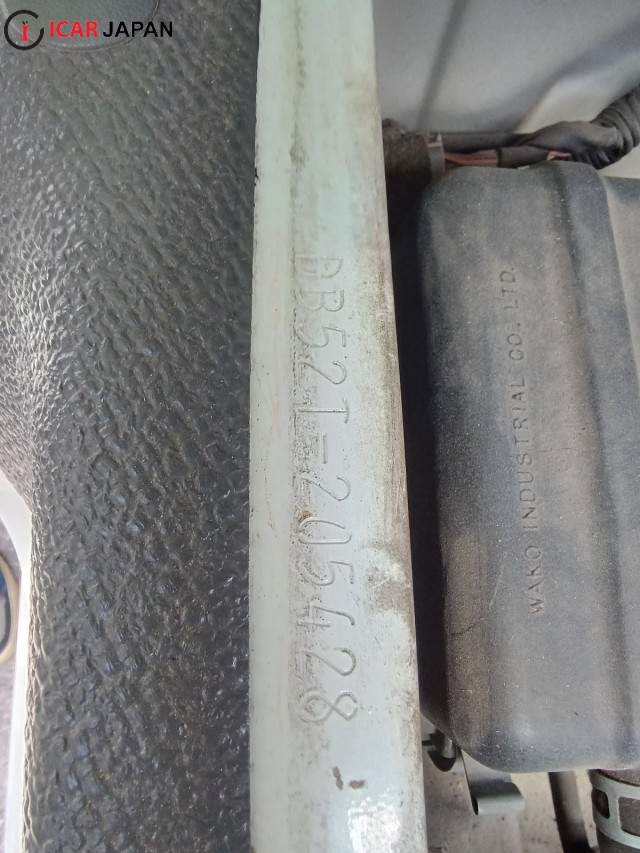 ICAR JAPAN
DB52T-205428
WAKO INDUSTRIAL CO. LTD.